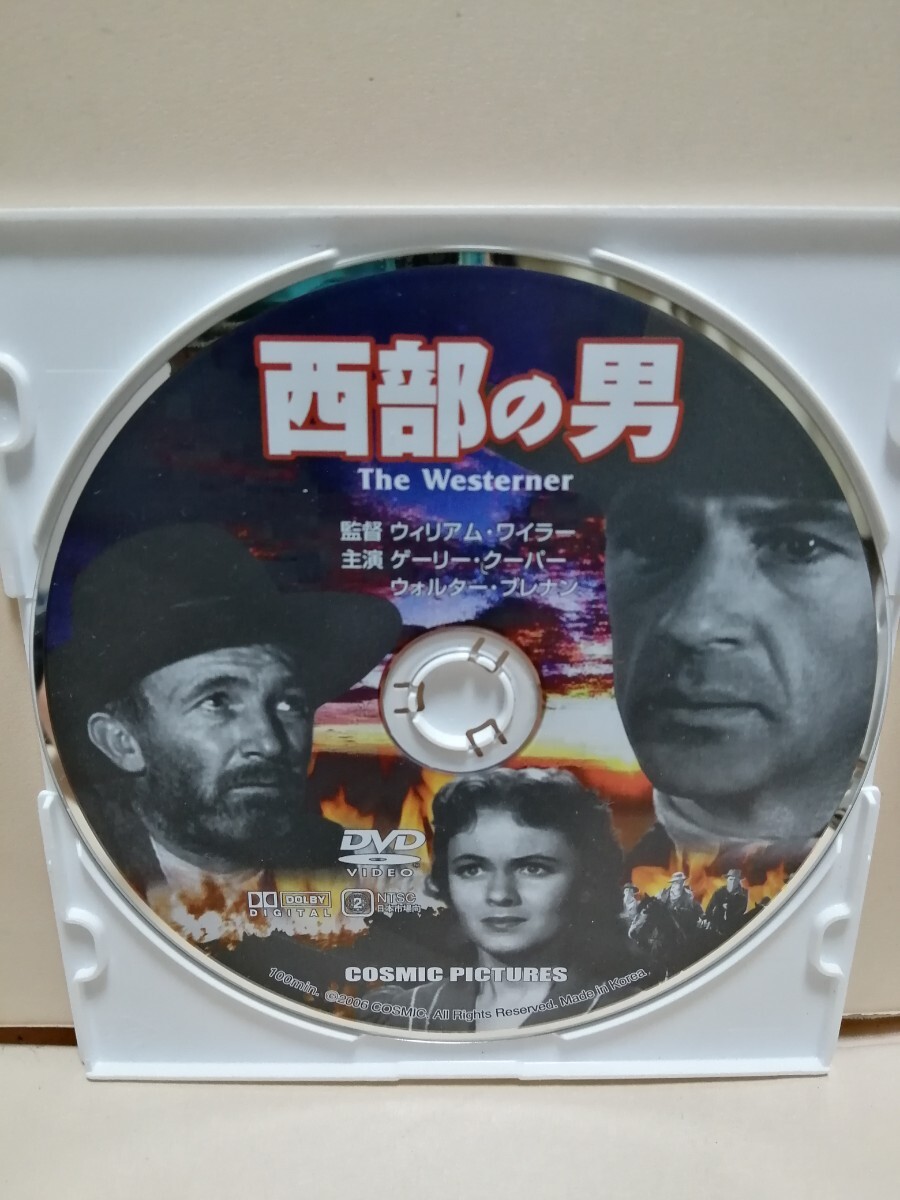 西部の男
The Westerner
監督 ウィリアム・ワイラー
主演 ゲーリー・クーパー
ウォルター・ブレナン
DVD
VIDEO
DOLBY
DIGITAL
2
NTSC
日本市場向
COSMIC PICTURES
100min. ©2006 COSMIC. All Rights Reserved. Made in Korea